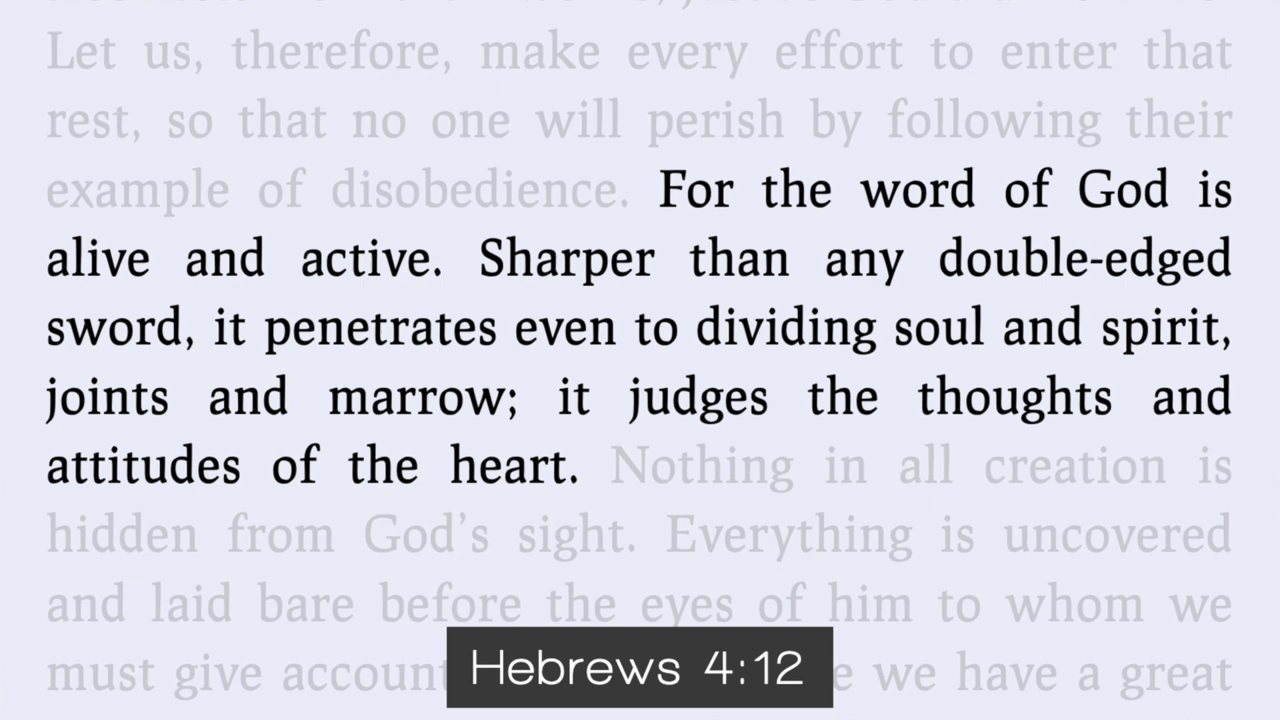 Let us, therefore, make every effort to enter that
rest, so that no one will perish by following their
example of disobedience. For the word of God is
alive and active. Sharper than any double-edged
sword, it penetrates even to dividing soul and spirit,
joints and marrow; it judges the thoughts and
attitudes of the heart. Nothing in all creation is
hidden from God’s sight. Everything is uncovered
and laid bare before the eyes of him to whom we
must give account we have a great
Hebrews 4:12